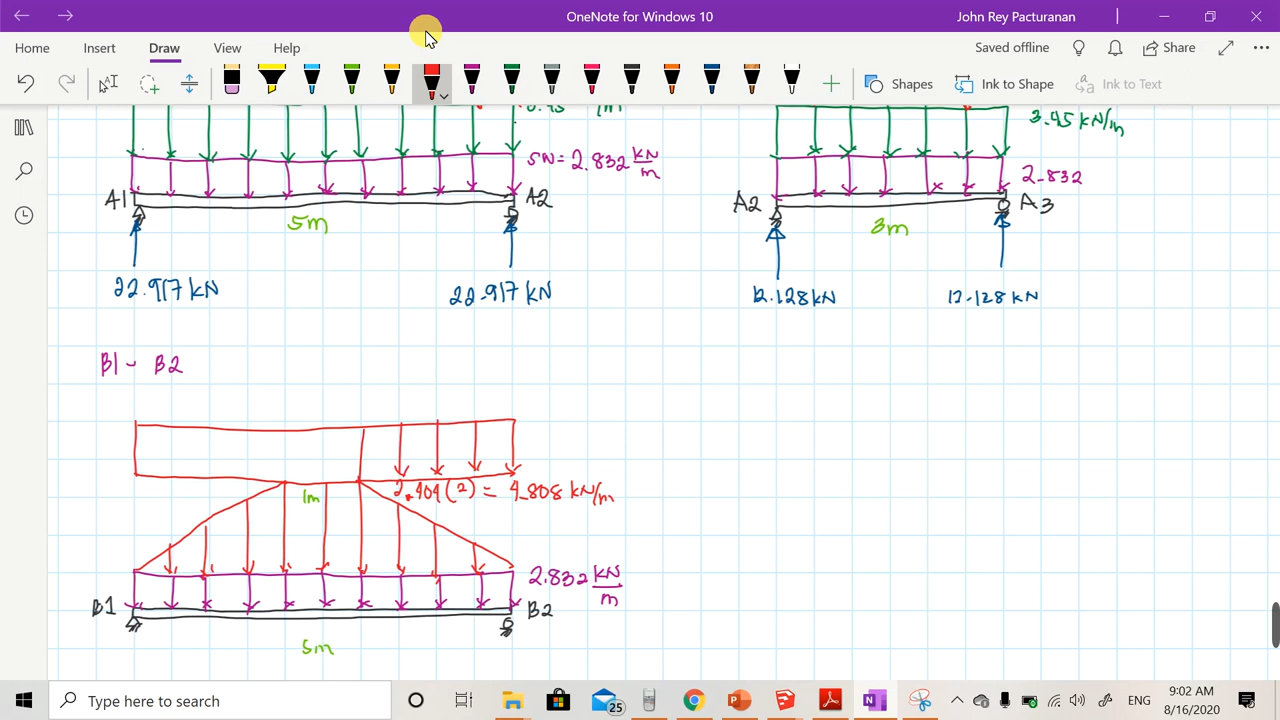 OneNote for Windows 10
John Rey Pacturanan
Home Insert Draw View Help
Saved offline
Share
Shapes
Ink to Shape
Ink to Text
3.45 kN/m
SW = 2.832 kN/m
2.832
A1
A2
5m
A2
A3
3m
22.917 kN
22.917 kN
12.128 kN
12.128 kN
B1 - B2
1m
2.404(2) = 4.808 kN/m
2.832 kN/m
B1
B2
5m
Type here to search
25
ENG
9:02 AM
8/16/2020